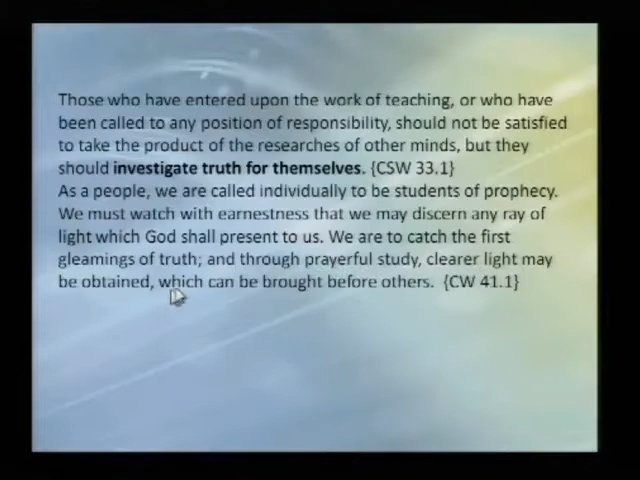 Those who have entered upon the work of teaching, or who have
been called to any position of responsibility, should not be satisfied
to take the product of the researches of other minds, but they
should investigate truth for themselves. {CSW 33.1}
As a people, we are called individually to be students of prophecy.
We must watch with earnestness that we may discern any ray of
light which God shall present to us. We are to catch the first
gleamings of truth; and through prayerful study, clearer light may
be obtained, which can be brought before others. {CW 41.1}